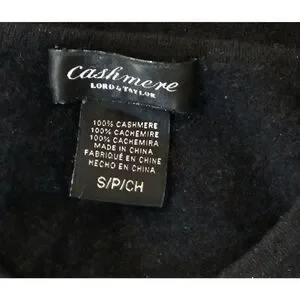 Cashmere
LORD & TAYLOR
100% CASHMERE
100% CACHEMIRE
100% CACHEMIRA
MADE IN CHINA
FABRIQUÉ EN CHINE
HECHO EN CHINA
S/P/CH